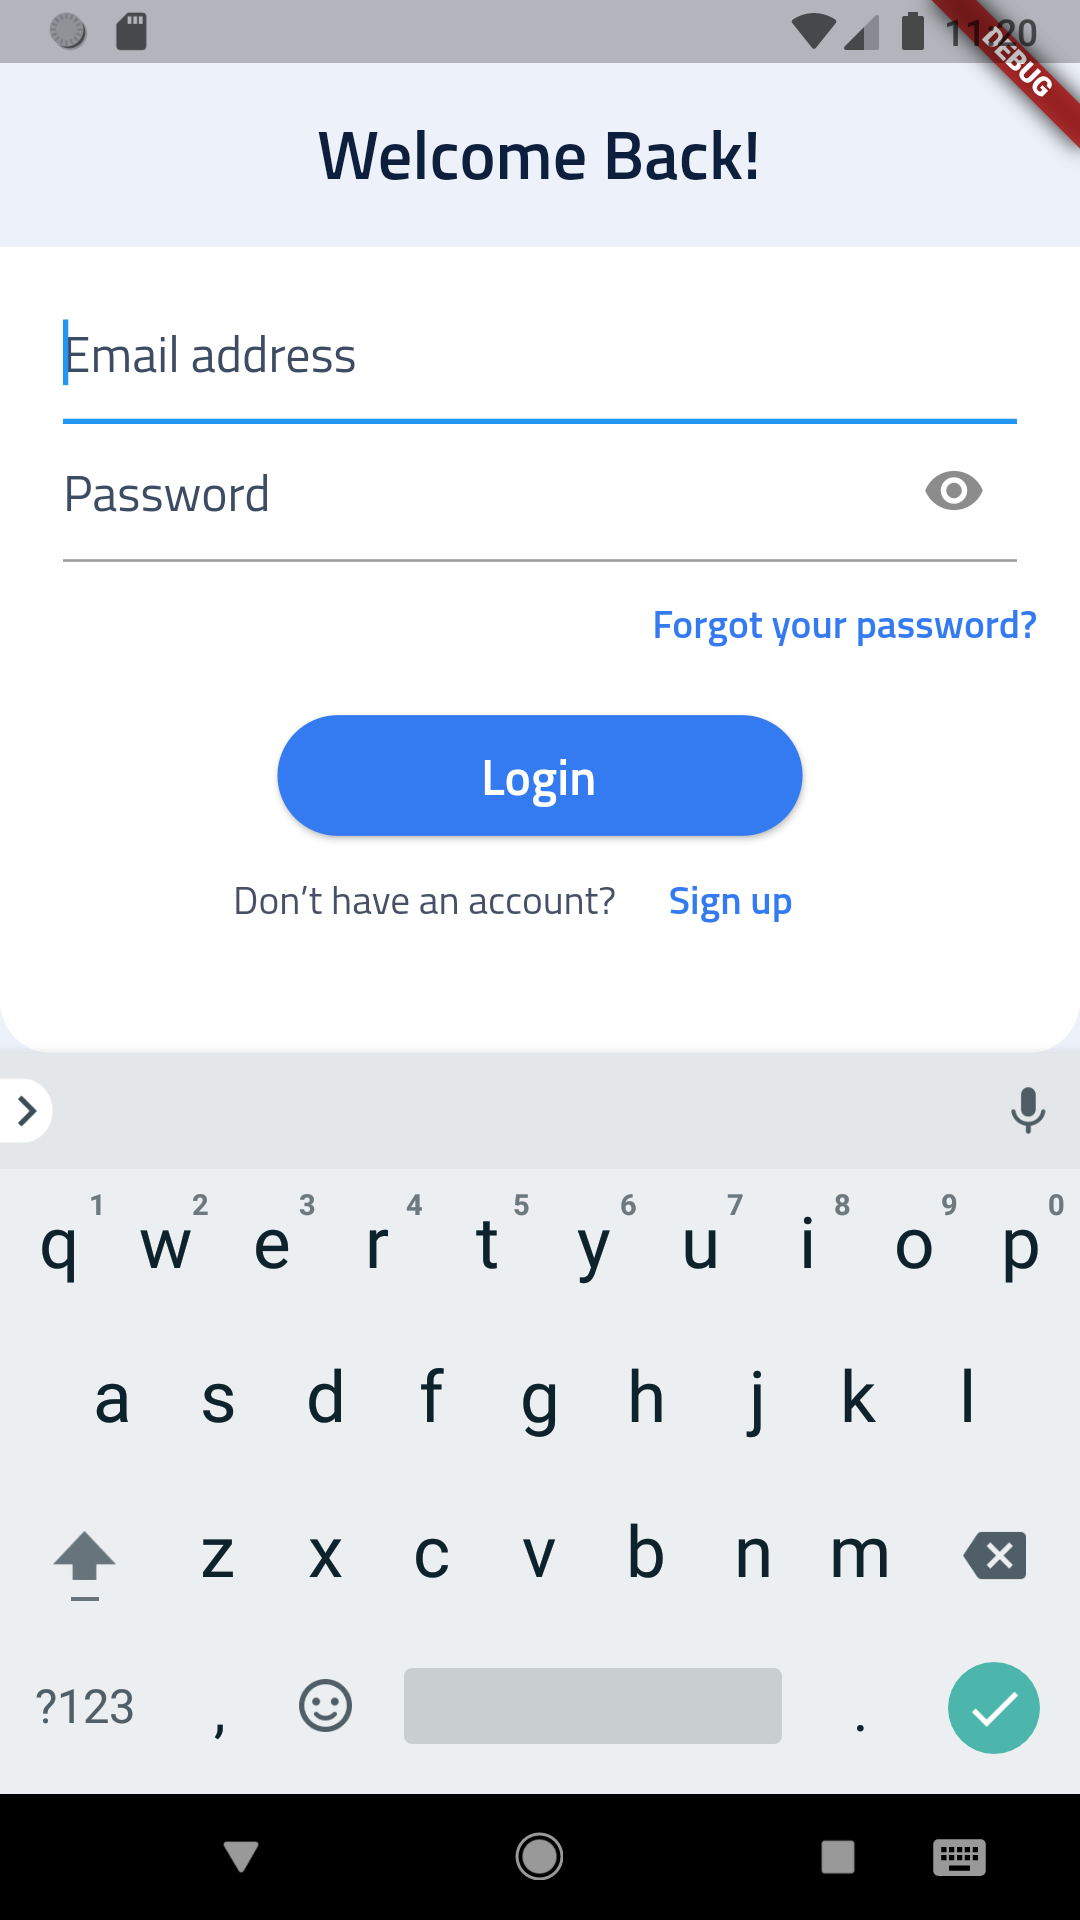 11:20
DEBUG
Welcome Back!
Email address
Password
Forgot your password?
Login
Don’t have an account? Sign up
1 2 3 4 5 6 7 8 9 0
q w e r t y u i o p
a s d f g h j k l
z x c v b n m
?123 , .